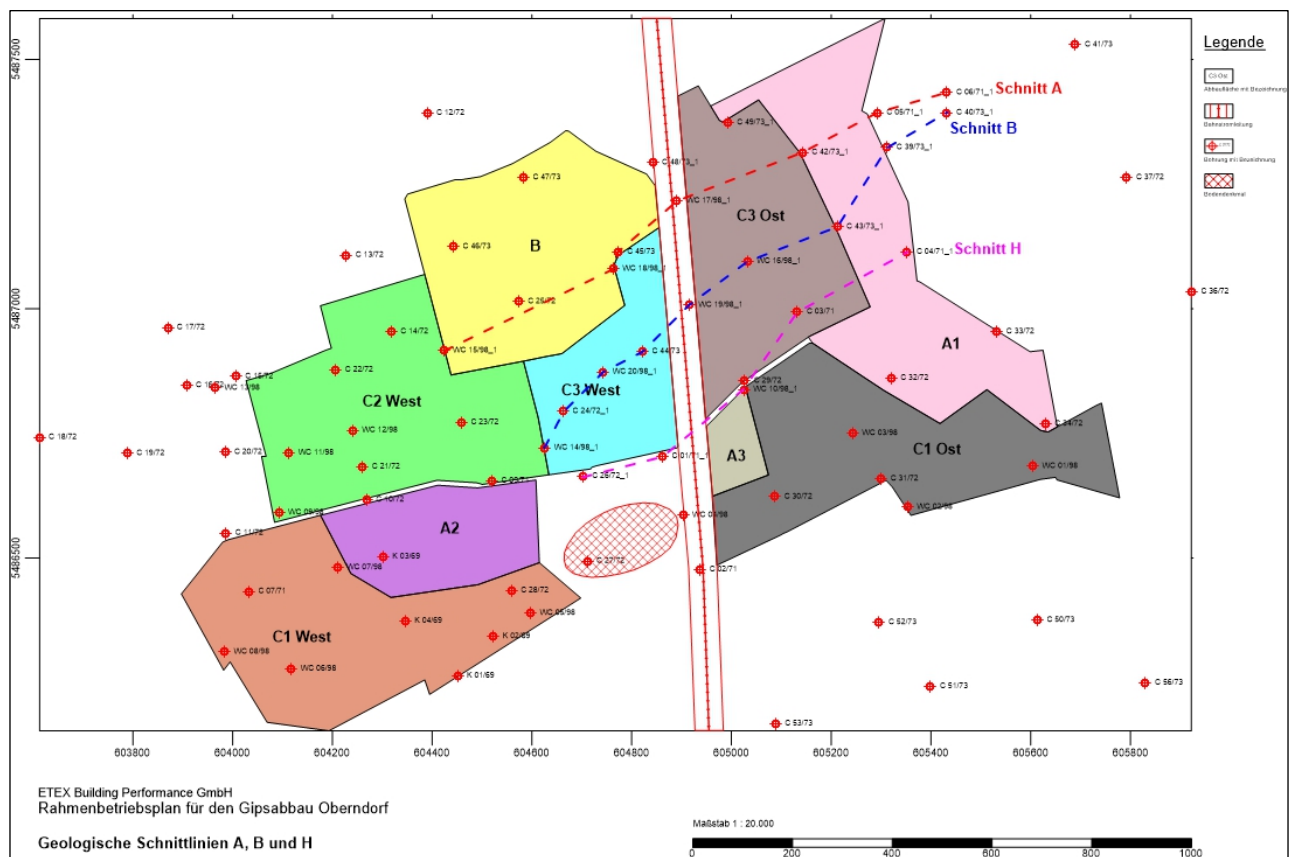 Legende
C3 Ost
Abbaufläche mit Bezeichnung
Bahnstromleitung
Bohrung mit Bezeichnung
Bodendenkmal
5487500
5487000
5486500
C 41/73
C 06/71_1
Schnitt A
C 12/72
C 05/71_1
C 40/73_1
C 49/73_1
Schnitt B
C 39/73_1
C 42/73_1
C 48/73_1
C 47/73
C 37/72
WC 17/98_1
C3 Ost
C 43/73_1
B
C 46/73
C 45/73
Schnitt H
C 04/71_1
C 13/72
WC 18/98_1
WC 16/98_1
C 36/72
C 25/72
WC 19/98_1
C 03/71
C 17/72
C 14/72
C 33/72
A1
WC 15/98_1
C 44/73
C 22/72
WC 20/98_1
C 15/72
C 32/72
C 29/72
C 16/72
WC 13/98
WC 10/98_1
C3 West
C2 West
C 24/72_1
C 23/72
C 34/72
WC 12/98
WC 03/98
C 18/72
WC 14/98_1
C1 Ost
C 19/72
C 20/72
WC 11/98
C 01/71_1
A3
C 21/72
WC 01/98
C 26/72_1
C 31/72
C 10/72
C 30/72
WC 09/98
WC 04/98
WC 02/98
A2
C 11/72
K 03/69
C 27/72
WC 07/98
C 02/71
C 07/71
C 28/72
WC 05/98
K 04/69
C 52/73
C 50/73
C1 West
K 02/69
WC 08/98
WC 06/98
K 01/69
C 51/73
C 56/73
C 53/73
603800 604000 604200 604400 604600 604800 605000 605200 605400 605600 605800
ETEX Building Performance GmbH
Rahmenbetriebsplan für den Gipsabbau Oberndorf
Maßstab 1 : 20.000
Geologische Schnittlinien A, B und H
0 200 400 600 800 1000